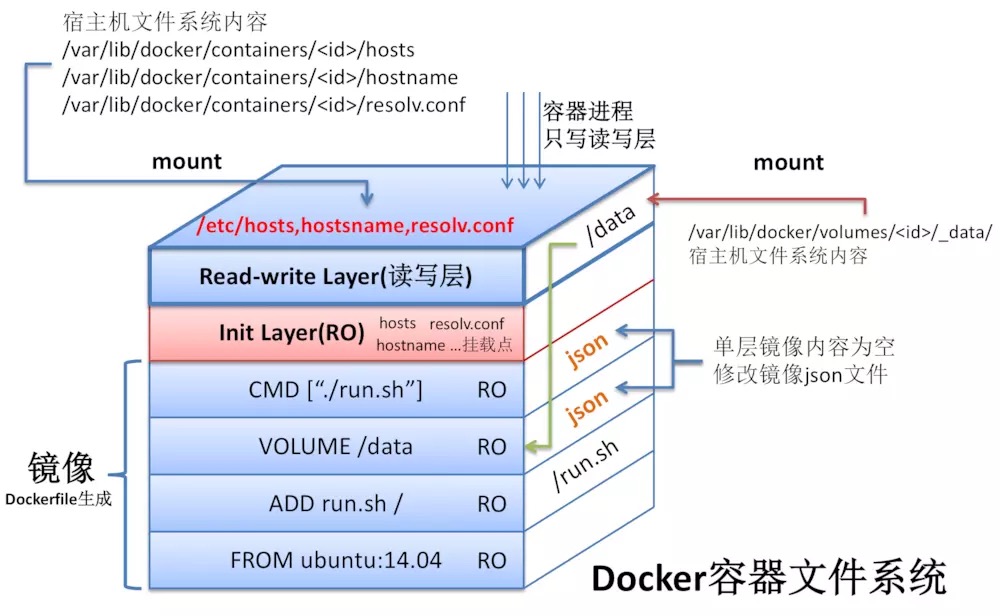 宿主机文件系统内容
/var/lib/docker/containers/<id>/hosts
/var/lib/docker/containers/<id>/hostname
/var/lib/docker/containers/<id>/resolv.conf
容器进程
只写读写层
mount
mount
/etc/hosts,hostsname,resolv.conf
/data
/var/lib/docker/volumes/<id>/_data/
宿主机文件系统内容
Read-write Layer(读写层)
Init Layer(RO)
hosts resolv.conf
hostname ...挂载点
json
json
单层镜像内容为空
修改镜像json文件
CMD [“./run.sh”] RO
VOLUME /data RO
/run.sh
镜像
Dockerfile生成
ADD run.sh / RO
FROM ubuntu:14.04 RO
Docker容器文件系统